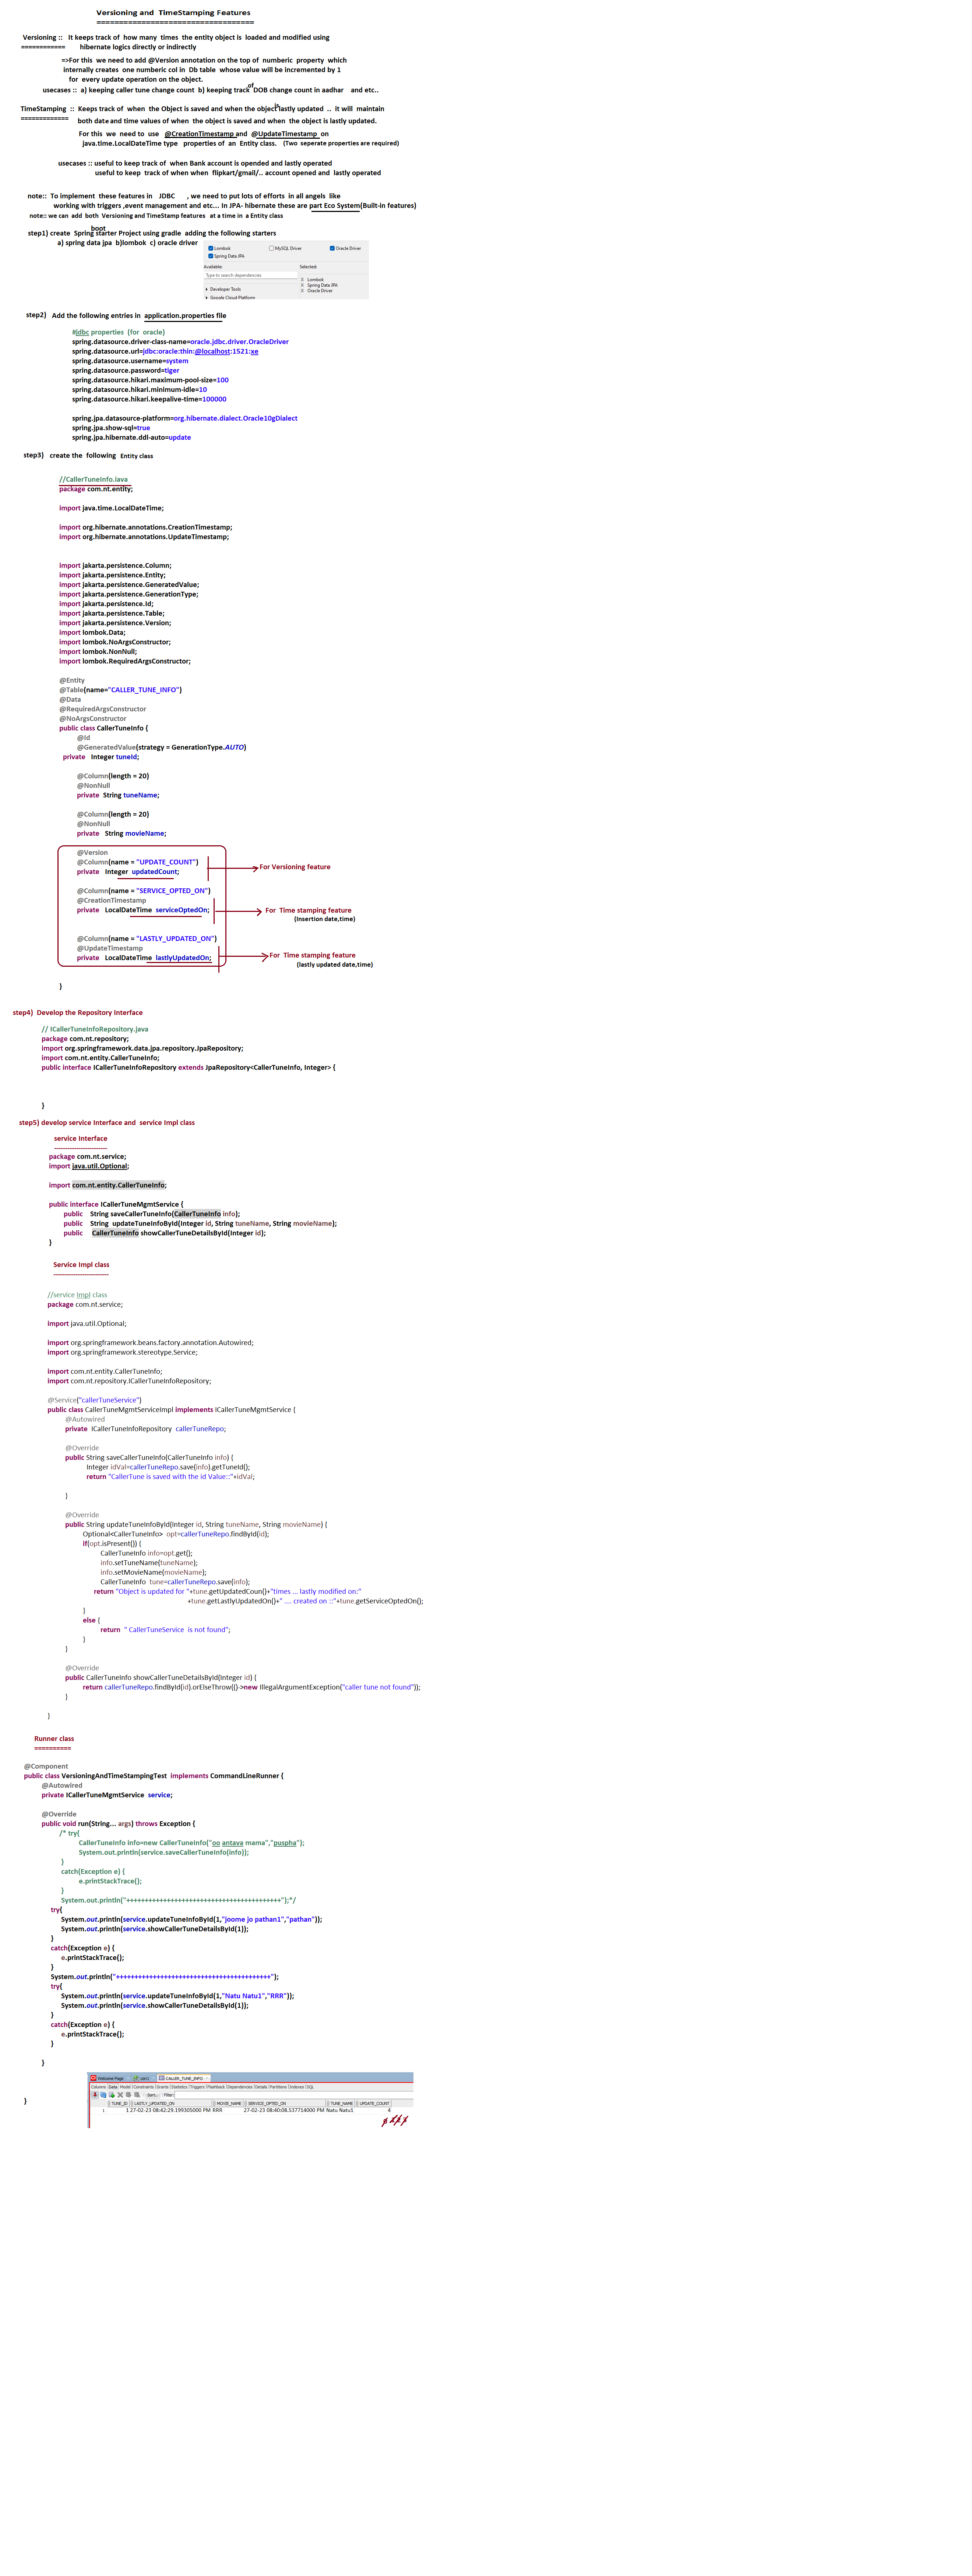 Versioning and  TimeStamping Features
===================================
Versioning ::   It keeps track of  how many  times  the entity object is  loaded and modified using
============        hibernate logics directly or indirectly
=>For this  we need to add @Version annotation on the top of  numberic  property  which
internally creates  one numberic col in  Db table  whose value will be incremented by 1
for  every update operation on the object.
usecases ::  a) keeping caller tune change count  b) keeping track of DOB change count in aadhar    and etc..
TimeStamping  ::  Keeps track of  when  the Object is saved and when the object is lastly updated  ..  it will  maintain
=============
both date and time values of when  the object is saved and when  the object is lastly updated.
For this  we  need to  use   @CreationTimestamp and  @UpdateTimestamp  on
java.time.LocalDateTime type   properties of an  Entity class.   (Two  seperate properties are required)
usecases :: useful to keep track of  when Bank account is opended and lastly operated
useful to keep  track of when when  flipkart/gmail/.. account opened and  lastly operated
note::  To implement  these features in    JDBC       , we need to put lots of efforts  in all angels  like
working with triggers ,event management and etc... In JPA- hibernate these are part Eco System(Built-in features)
note:: we can  add  both  Versioning and TimeStamp features   at a time in  a Entity class
boot
step1) create  Spring starter Project using gradle  adding the following starters
a) spring data jpa  b)lombok  c) oracle driver
Lombok   MySQL Driver   Oracle Driver
Spring Data JPA
Available:   Selected:
Type to search dependencies
X Lombok
X Spring Data JPA
Developer Tools   X Oracle Driver
Google Cloud Platform
step2)   Add the following entries in  application.properties file
#jdbc properties  (for  oracle)
spring.datasource.driver-class-name=oracle.jdbc.driver.OracleDriver
spring.datasource.url=jdbc:oracle:thin:@localhost:1521:xe
spring.datasource.username=system
spring.datasource.password=tiger
spring.datasource.hikari.maximum-pool-size=100
spring.datasource.hikari.minimum-idle=10
spring.datasource.hikari.keepalive-time=100000
spring.jpa.datasource-platform=org.hibernate.dialect.Oracle10gDialect
spring.jpa.show-sql=true
spring.jpa.hibernate.ddl-auto=update
step3)   create the  following   Entity class
//CallerTuneInfo.java
package com.nt.entity;
import java.time.LocalDateTime;
import org.hibernate.annotations.CreationTimestamp;
import org.hibernate.annotations.UpdateTimestamp;
import jakarta.persistence.Column;
import jakarta.persistence.Entity;
import jakarta.persistence.GeneratedValue;
import jakarta.persistence.GenerationType;
import jakarta.persistence.Id;
import jakarta.persistence.Table;
import jakarta.persistence.Version;
import lombok.Data;
import lombok.NoArgsConstructor;
import lombok.NonNull;
import lombok.RequiredArgsConstructor;
@Entity
@Table(name="CALLER_TUNE_INFO")
@Data
@RequiredArgsConstructor
@NoArgsConstructor
public class CallerTuneInfo {
@Id
@GeneratedValue(strategy = GenerationType.AUTO)
private   Integer tuneId;
@Column(length = 20)
@NonNull
private  String tuneName;
@Column(length = 20)
@NonNull
private   String movieName;
@Version
@Column(name = "UPDATE_COUNT")
private   Integer  updatedCount;   For Versioning feature
@Column(name = "SERVICE_OPTED_ON")
@CreationTimestamp
private   LocalDateTime  serviceOptedOn;   For  Time stamping feature
(Insertion date,time)
@Column(name = "LASTLY_UPDATED_ON")
@UpdateTimestamp
private   LocalDateTime  lastlyUpdatedOn;   For  Time stamping feature
(lastly updated date,time)
}
step4)  Develop the Repository Interface
// ICallerTuneInfoRepository.java
package com.nt.repository;
import org.springframework.data.jpa.repository.JpaRepository;
import com.nt.entity.CallerTuneInfo;
public interface ICallerTuneInfoRepository extends JpaRepository<CallerTuneInfo, Integer> {
}
step5) develop service Interface and  service Impl class
service Interface
------------------------
package com.nt.service;
import java.util.Optional;
import com.nt.entity.CallerTuneInfo;
public interface ICallerTuneMgmtService {
public    String saveCallerTuneInfo(CallerTuneInfo info);
public    String  updateTuneInfoById(Integer id, String tuneName, String movieName);
public     CallerTuneInfo showCallerTuneDetailsById(Integer id);
}
Service Impl class
-------------------------
//service Impl class
package com.nt.service;
import java.util.Optional;
import org.springframework.beans.factory.annotation.Autowired;
import org.springframework.stereotype.Service;
import com.nt.entity.CallerTuneInfo;
import com.nt.repository.ICallerTuneInfoRepository;
@Service("callerTuneService")
public class CallerTuneMgmtServiceImpl implements ICallerTuneMgmtService {
@Autowired
private  ICallerTuneInfoRepository  callerTuneRepo;
@Override
public String saveCallerTuneInfo(CallerTuneInfo info) {
Integer idVal=callerTuneRepo.save(info).getTuneId();
return "CallerTune is saved with the id Value::"+idVal;
}
@Override
public String updateTuneInfoById(Integer id, String tuneName, String movieName) {
Optional<CallerTuneInfo>  opt=callerTuneRepo.findById(id);
if(opt.isPresent()) {
CallerTuneInfo info=opt.get();
info.setTuneName(tuneName);
info.setMovieName(movieName);
CallerTuneInfo  tune=callerTuneRepo.save(info);
return "Object is updated for "+tune.getUpdatedCoun()+"times ... lastly modified on:"
+tune.getLastlyUpdatedOn()+" .... created on ::"+tune.getServiceOptedOn();
}
else {
return  " CallerTuneService  is not found";
}
}
@Override
public CallerTuneInfo showCallerTuneDetailsById(Integer id) {
return callerTuneRepo.findById(id).orElseThrow(()->new IllegalArgumentException("caller tune not found"));
}
}
Runner class
==========
@Component
public class VersioningAndTimeStampingTest  implements CommandLineRunner {
@Autowired
private ICallerTuneMgmtService  service;
@Override
public void run(String... args) throws Exception {
/* try{
CallerTuneInfo info=new CallerTuneInfo("oo antava mama","puspha");
System.out.println(service.saveCallerTuneInfo(info));
}
catch(Exception e) {
e.printStackTrace();
}
System.out.println("++++++++++++++++++++++++++++++++++++++++++");*/
try{
System.out.println(service.updateTuneInfoById(1,"joome jo pathan1","pathan"));
System.out.println(service.showCallerTuneDetailsById(1));
}
catch(Exception e) {
e.printStackTrace();
}
System.out.println("++++++++++++++++++++++++++++++++++++++++++");
try{
System.out.println(service.updateTuneInfoById(1,"Natu Natu1","RRR"));
System.out.println(service.showCallerTuneDetailsById(1));
}
catch(Exception e) {
e.printStackTrace();
}
}
Welcome Page   CALLER_TUNE_INFO
Columns |Data |Model |Constraints |Grants |Statistics |Triggers |Flashback |Dependencies |Details |Partitions |Indexes |SQL
Sort.. Filter:
TUNE_ID   LASTLY_UPDATED_ON   MOVIE_NAME   SERVICE_OPTED_ON   TUNE_NAME   UPDATE_COUNT
1   1 27-02-23 08:42:29.199305000 PM RRR   27-02-23 08:40:08.537714000 PM Natu Natu1   4
}